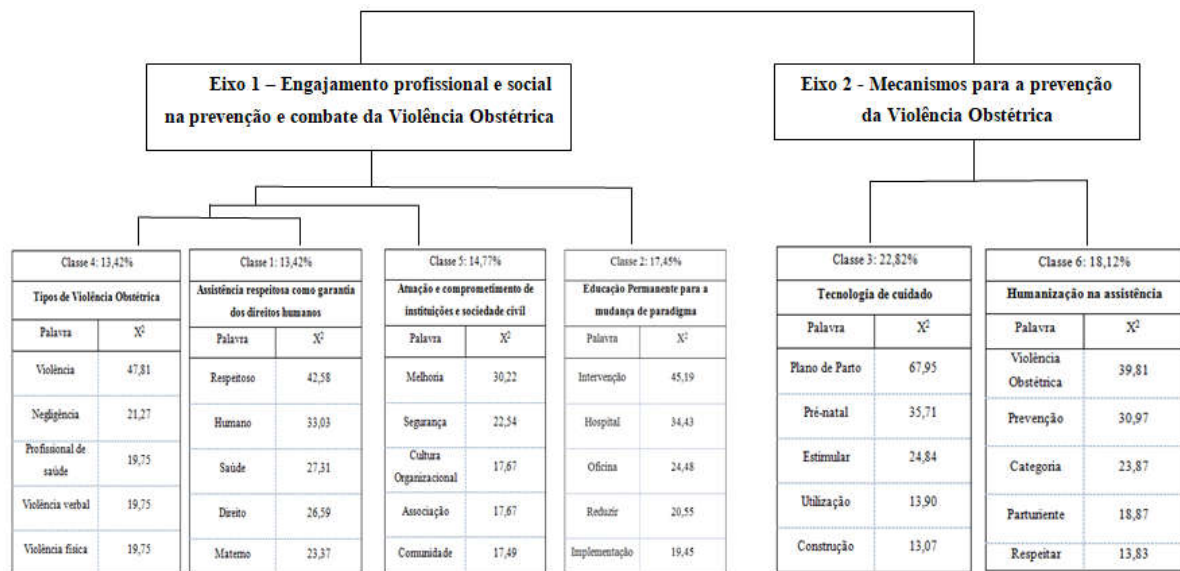 Eixo 1 – Engajamento profissional e social
na prevenção e combate da Violência Obstétrica
Eixo 2 - Mecanismos para a prevenção
da Violência Obstétrica
Classe 4: 13,42%
Tipos de Violência Obstétrica
Palavra X²
Violência 47,81
Negligência 21,27
Profissional de
saúde 19,75
Violência verbal 19,75
Violência física 19,75
Classe 1: 13,42%
Assistência respeitosa como garantia
dos direitos humanos
Palavra X²
Respeitoso 42,58
Humano 33,03
Saúde 27,31
Direito 26,59
Materno 23,37
Classe 5: 14,77%
Atuação e comprometimento de
instituições e sociedade civil
Palavra X²
Melhoria 30,22
Segurança 22,54
Cultura
Organizacional 17,67
Associação 17,67
Comunidade 17,49
Classe 2: 17,45%
Educação Permanente para a
mudança de paradigma
Palavra X²
Intervenção 45,19
Hospital 34,43
Oficina 24,48
Reduzir 20,55
Implementação 19,45
Classe 3: 22,82%
Tecnologia de cuidado
Palavra X²
Plano de Parto 67,95
Pré-natal 35,71
Estimular 24,84
Utilização 13,90
Construção 13,07
Classe 6: 18,12%
Humanização na assistência
Palavra X²
Violência
Obstétrica 39,81
Prevenção 30,97
Categoria 23,87
Parturiente 18,87
Respeitar 13,83